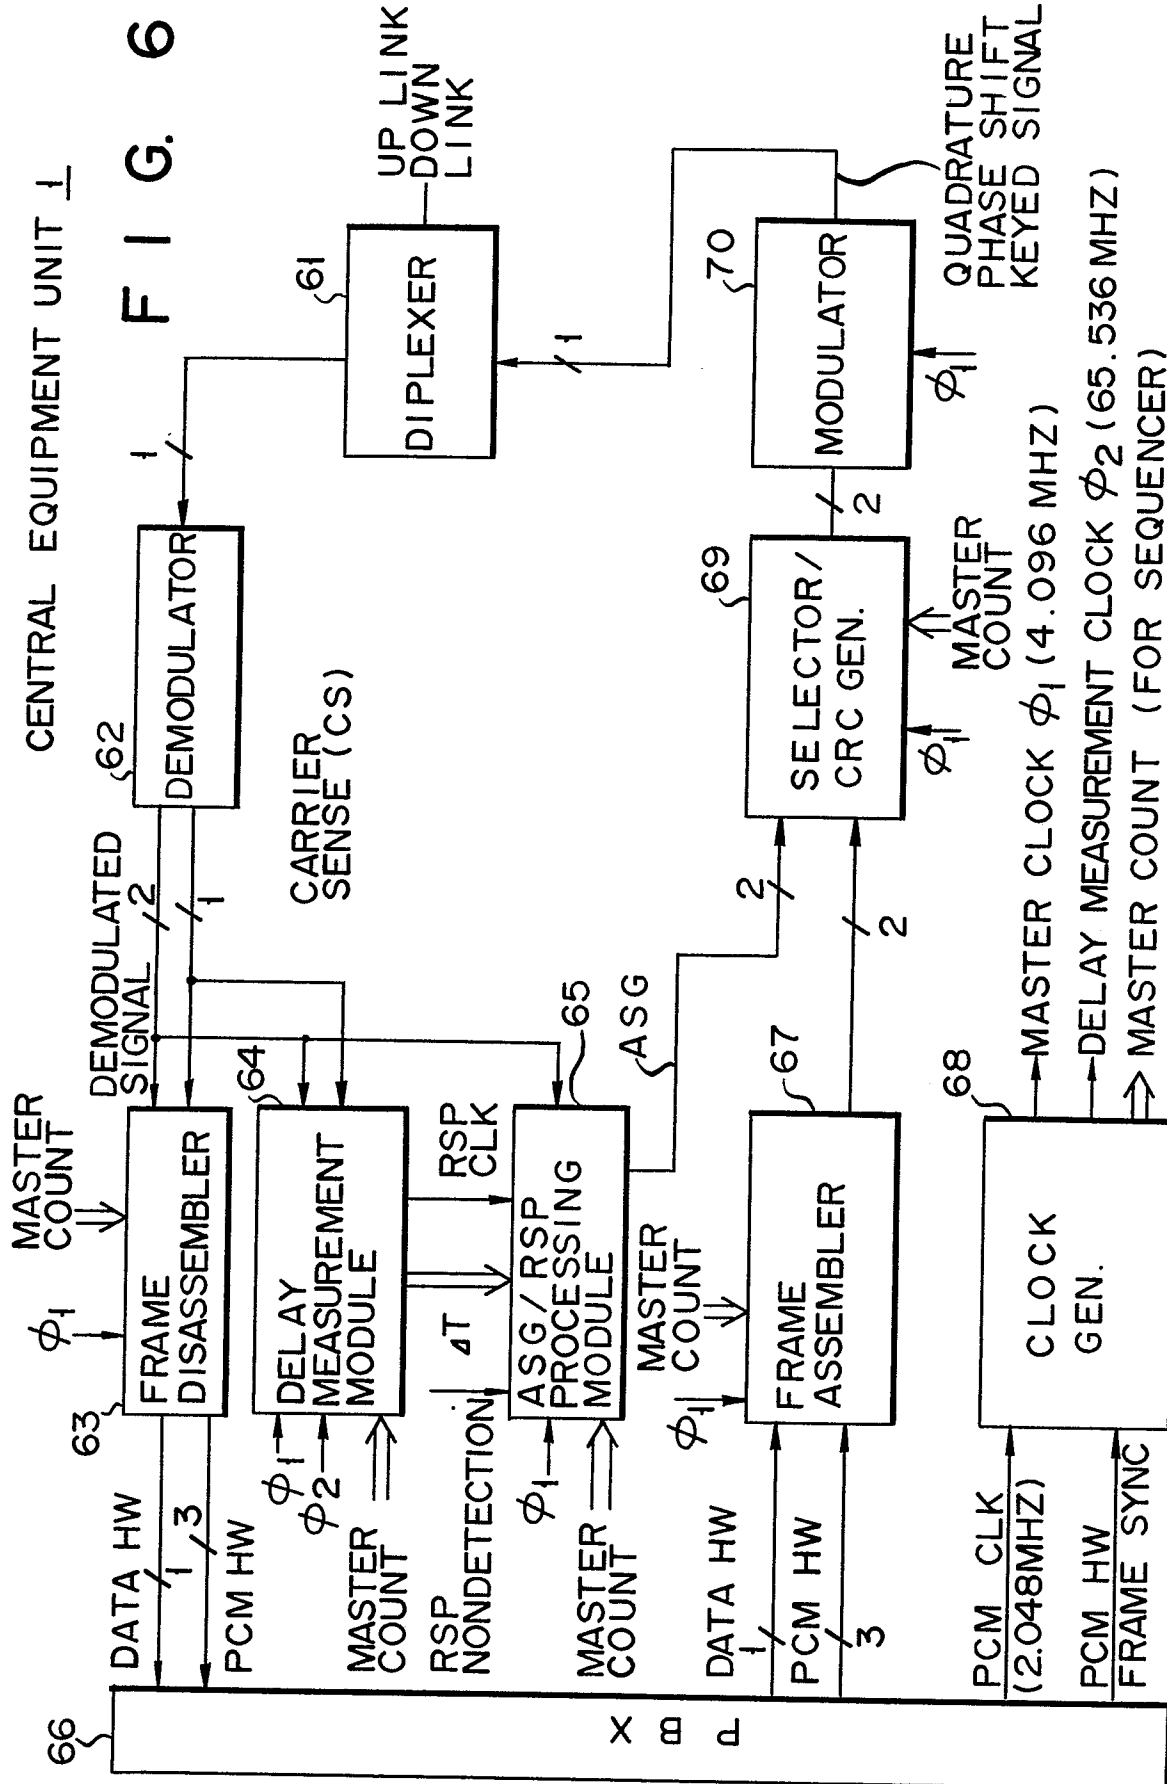 CENTRAL EQUIPMENT UNIT 1
FIG. 6
UP LINK
DOWN
LINK
61
DIPLEXER
1
1
62
DEMODULATOR
DEMODULATED
SIGNAL
2
1
CARRIER
SENSE (CS)
MASTER
COUNT
ϕ1
63
FRAME
DISASSEMBLER
DATA HW
1
3
PCM HW
64
DELAY
MEASUREMENT
MODULE
ϕ1
ϕ2
MASTER
COUNT
RSP
CLK
ΔT
RSP
NONDETECTION
65
ASG/RSP
PROCESSING
MODULE
ϕ1
MASTER
COUNT
ASG
2
66
PBX
67
FRAME
ASSEMBLER
MASTER
COUNT
ϕ1
DATA HW
1
PCM HW
3
2
69
SELECTOR/
CRC GEN.
ϕ1
MASTER
COUNT
2
70
MODULATOR
ϕ1
QUADRATURE
PHASE SHIFT
KEYED SIGNAL
68
CLOCK
GEN.
PCM CLK
(2.048MHZ)
PCM HW
FRAME SYNC
MASTER CLOCK ϕ1 (4.096 MHZ)
DELAY MEASUREMENT CLOCK ϕ2 (65.536 MHZ)
MASTER COUNT (FOR SEQUENCER)